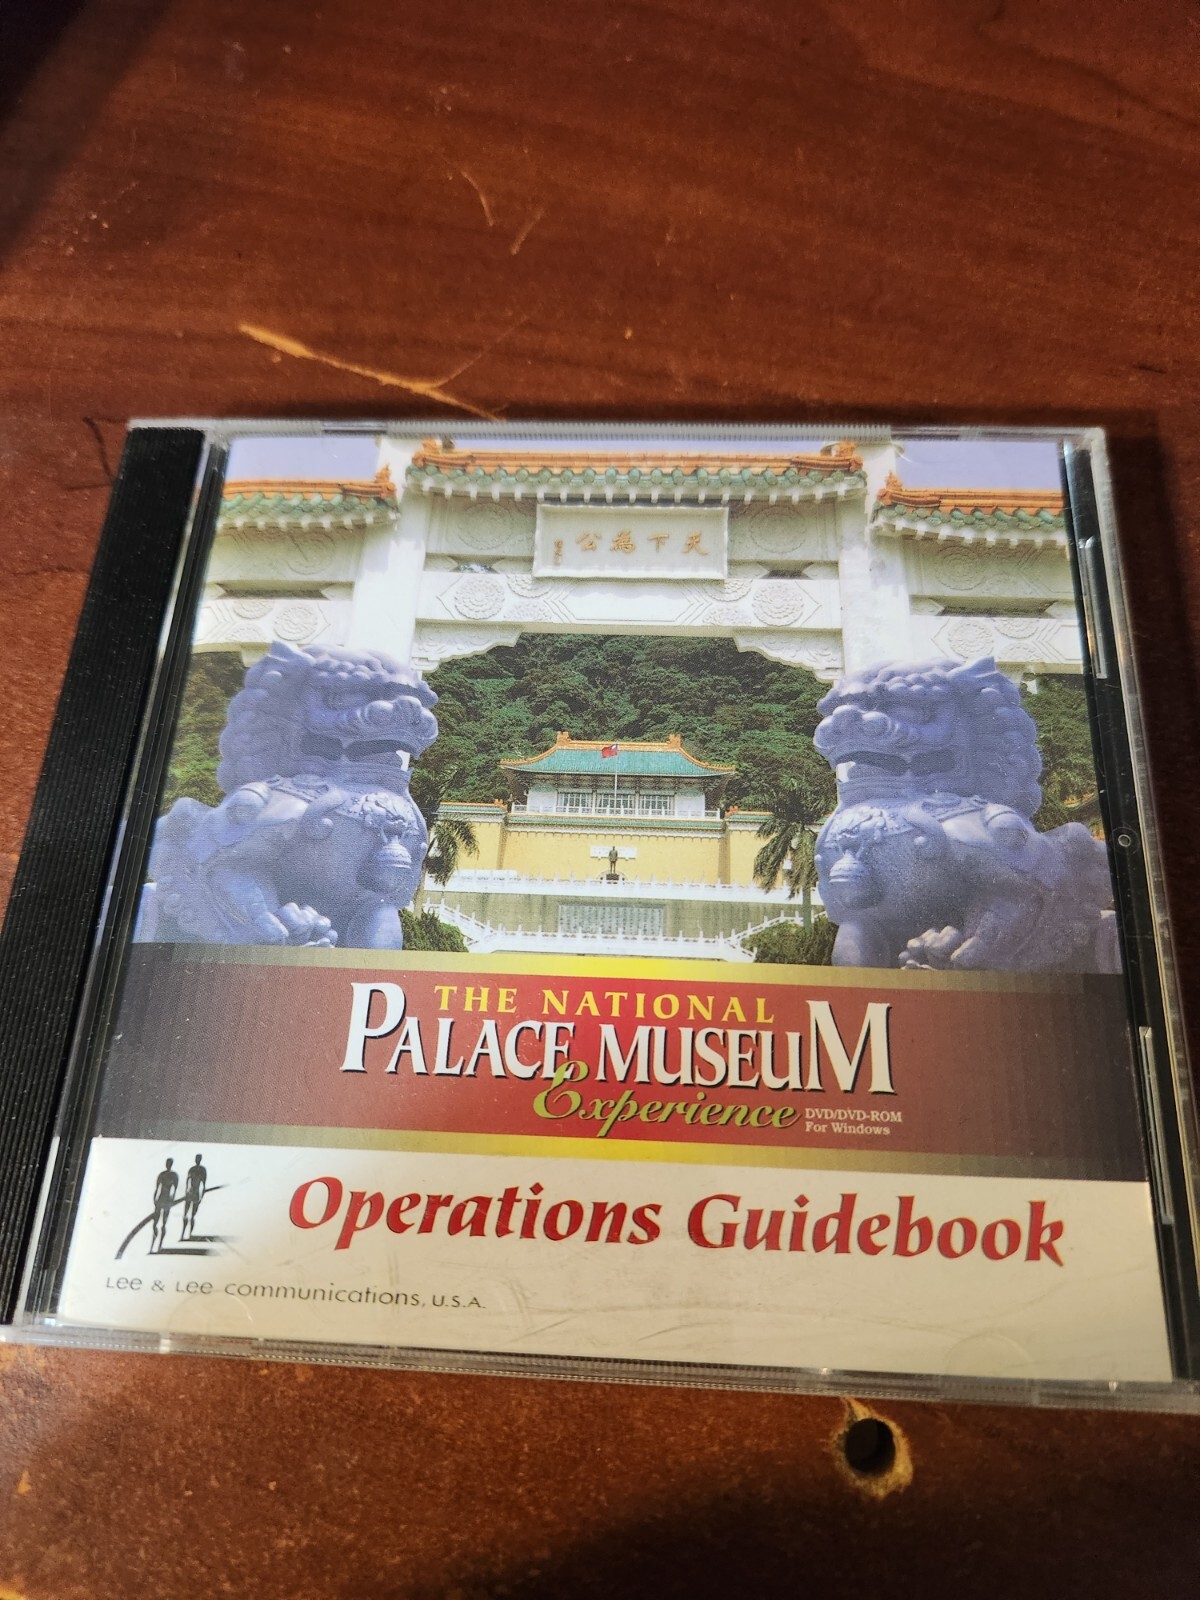 天下為公
THE NATIONAL
PALACE MUSEUM
Experience
DVD/DVD-ROM
For Windows
Operations Guidebook
Lee & Lee communications, U.S.A.